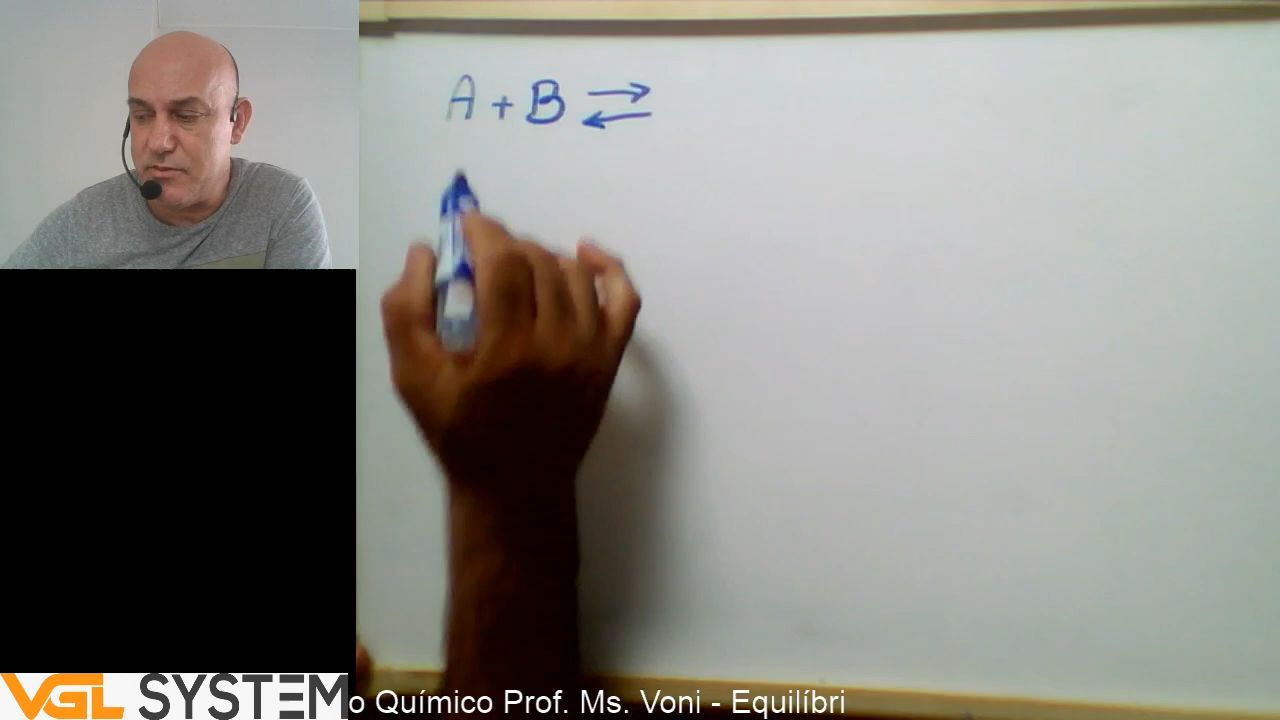 A + B ⇄
VGL SYSTEM
o Químico Prof. Ms. Voni - Equilíbri